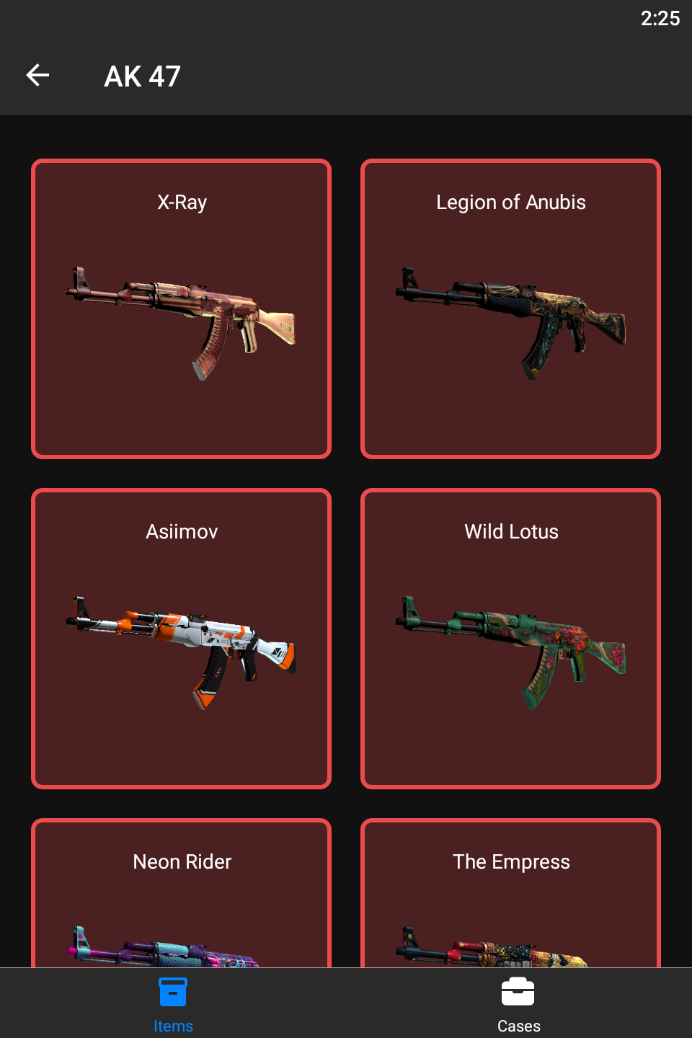 2:25
AK 47
X-Ray
Legion of Anubis
Asiimov
Wild Lotus
Neon Rider
The Empress
Items
Cases